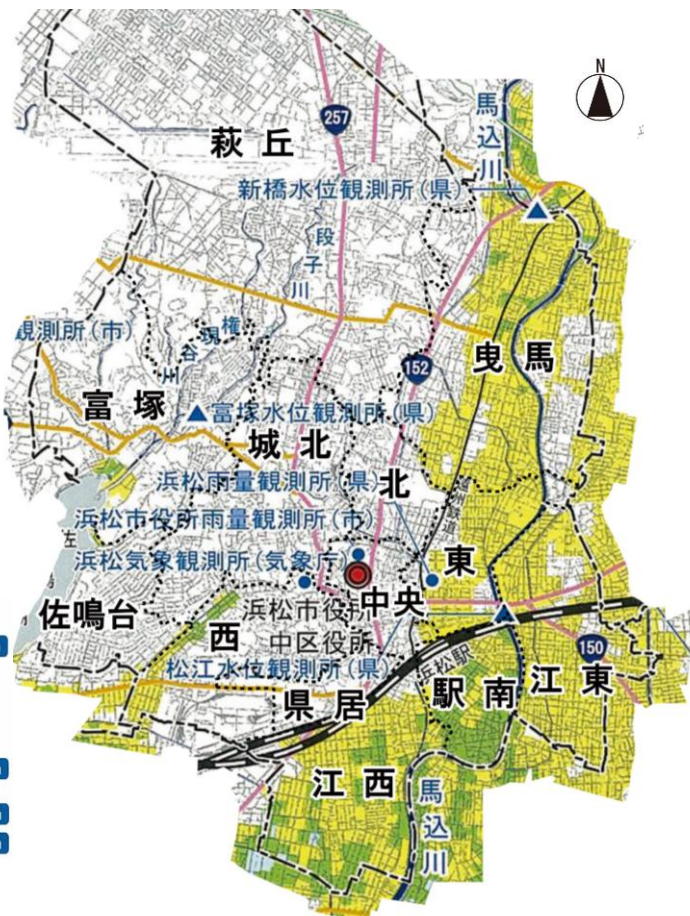 N
257
萩丘
馬込川
新橋水位観測所(県)
段子川
観測所(市)
権現谷川
152
曳馬
富塚
富塚水位観測所(県)
城北
浜松雨量観測所(県)
北
浜松市役所雨量観測所(市)
浜松気象観測所(気象庁)
東
佐
佐鳴台
浜松市役所
中央
西
中区役所
松江水位観測所(県)
浜松駅
150
県居
駅南
江東
江西
馬込川